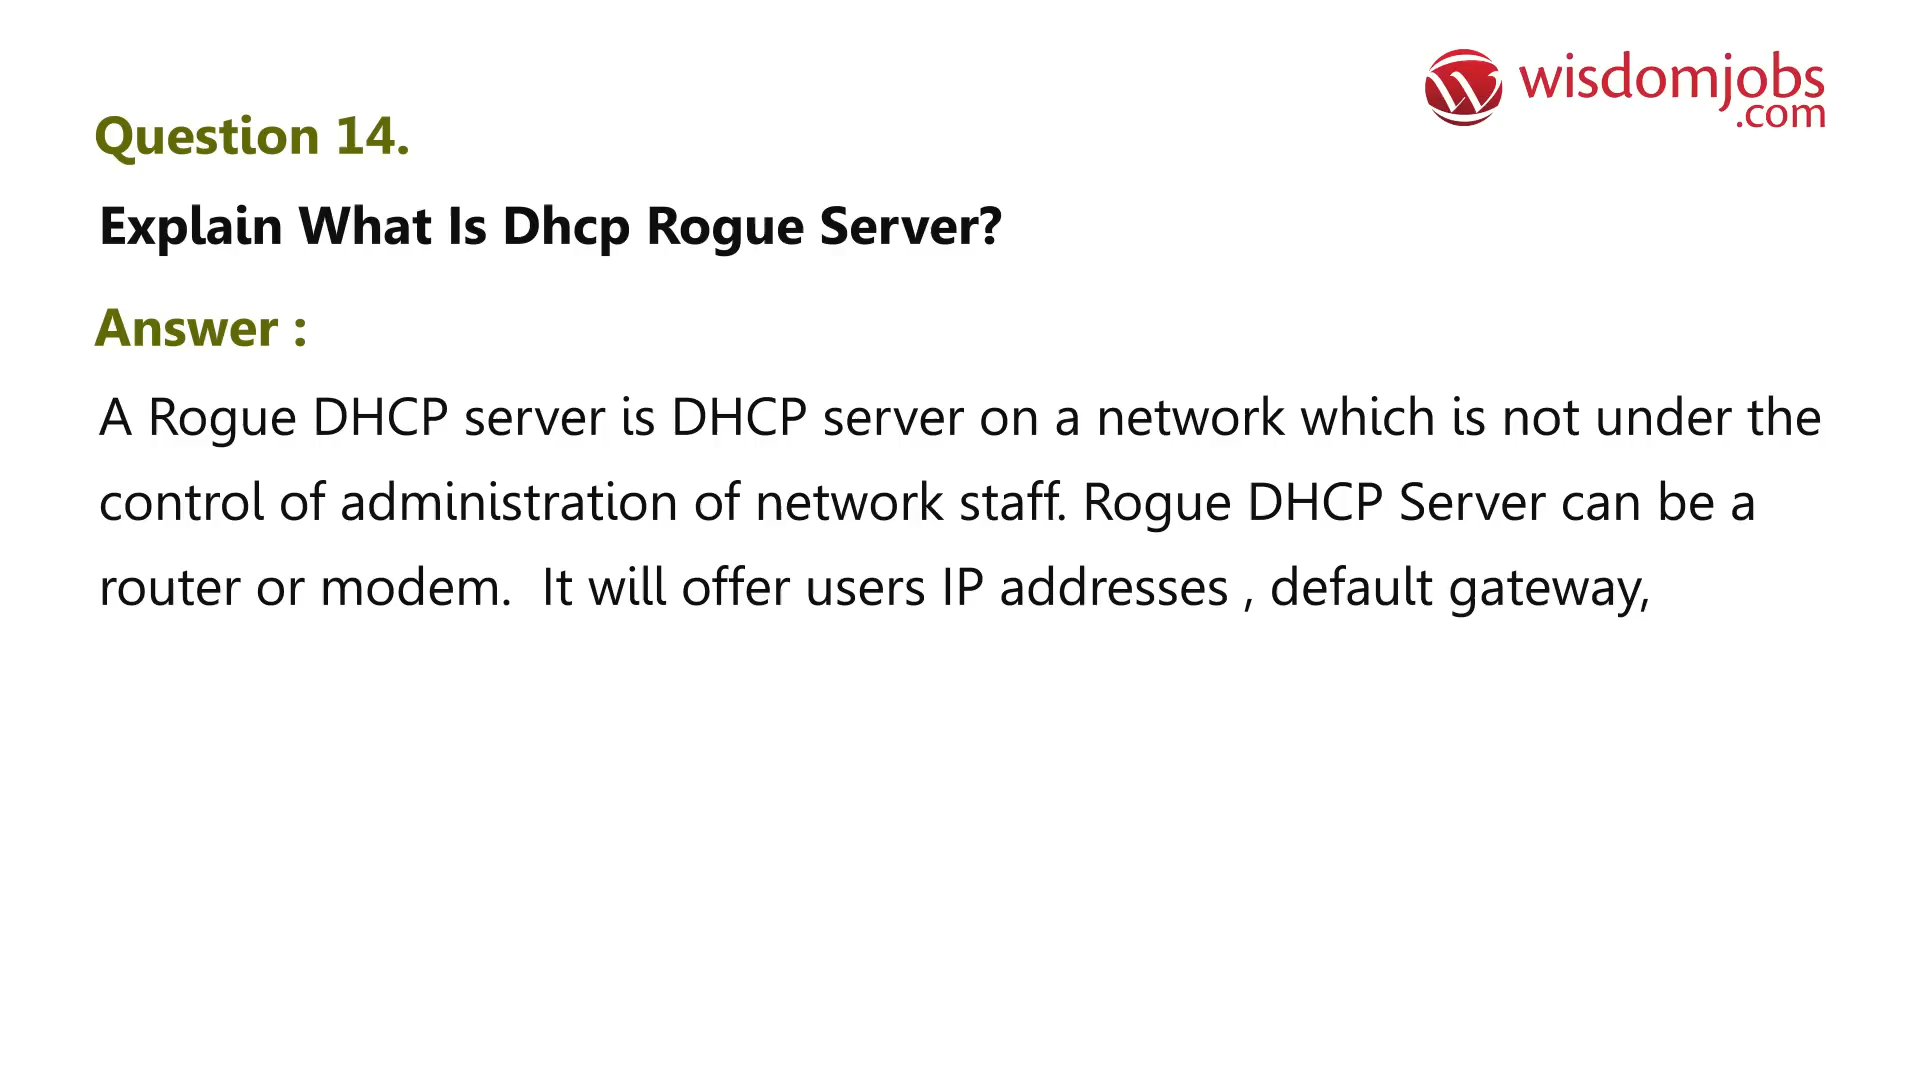 wisdomjobs
.com
Question 14.
Explain What Is Dhcp Rogue Server?
Answer :
A Rogue DHCP server is DHCP server on a network which is not under the
control of administration of network staff. Rogue DHCP Server can be a
router or modem.  It will offer users IP addresses , default gateway,